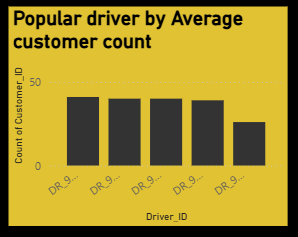 Popular driver by Average
customer count
Count of Customer_ID
50
0
DR_9... DR_9... DR_9... DR_9... DR_9...
Driver_ID